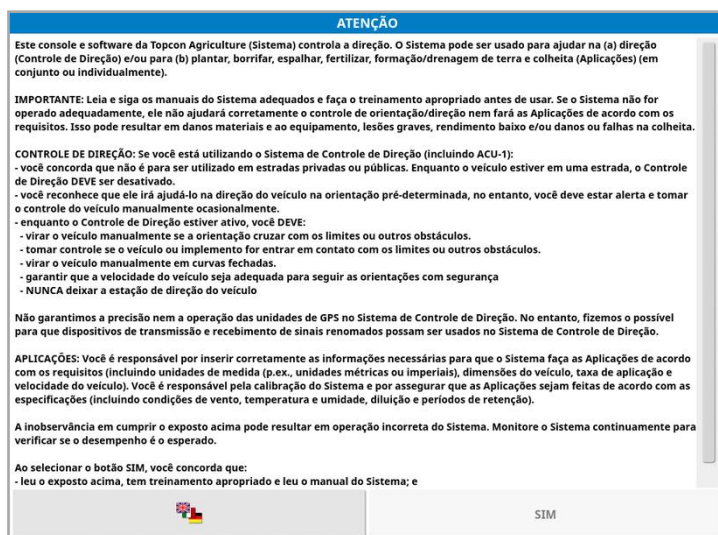 ATENÇÃO
Este console e software da Topcon Agriculture (Sistema) controla a direção. O Sistema pode ser usado para ajudar na (a) direção
(Controle de Direção) e/ou para (b) plantar, borrifar, espalhar, fertilizar, formação/drenagem de terra e colheita (Aplicações) (em
conjunto ou individualmente).
IMPORTANTE: Leia e siga os manuais do Sistema adequados e faça o treinamento apropriado antes de usar. Se o Sistema não for
operado adequadamente, ele não ajudará corretamente o controle de orientação/direção nem fará as Aplicações de acordo com os
requisitos. Isso pode resultar em danos materiais e ao equipamento, lesões graves, rendimento baixo e/ou danos ou falhas na colheita.
CONTROLE DE DIREÇÃO: Se você está utilizando o Sistema de Controle de Direção (incluindo ACU-1):
- você concorda que não é para ser utilizado em estradas privadas ou públicas. Enquanto o veículo estiver em uma estrada, o Controle
de Direção DEVE ser desativado.
- você reconhece que ele irá ajudá-lo na direção do veículo na orientação pré-determinada, no entanto, você deve estar alerta e tomar
o controle do veículo manualmente ocasionalmente.
- enquanto o Controle de Direção estiver ativo, você DEVE:
- virar o veículo manualmente se a orientação cruzar com os limites ou outros obstáculos.
- tomar controle se o veículo ou implemento for entrar em contato com os limites ou outros obstáculos.
- virar o veículo manualmente em curvas fechadas.
- garantir que a velocidade do veículo seja adequada para seguir as orientações com segurança
- NUNCA deixar a estação de direção do veículo
Não garantimos a precisão nem a operação das unidades de GPS no Sistema de Controle de Direção. No entanto, fizemos o possível
para que dispositivos de transmissão e recebimento de sinais renomados possam ser usados no Sistema de Controle de Direção.
APLICAÇÕES: Você é responsável por inserir corretamente as informações necessárias para que o Sistema faça as Aplicações de acordo
com os requisitos (incluindo unidades de medida (p.ex., unidades métricas ou imperiais), dimensões do veículo, taxa de aplicação e
velocidade do veículo). Você é responsável pela calibração do Sistema e por assegurar que as Aplicações sejam feitas de acordo com as
especificações (incluindo condições de vento, temperatura e umidade, diluição e períodos de retenção).
A inobservância em cumprir o exposto acima pode resultar em operação incorreta do Sistema. Monitore o Sistema continuamente para
verificar se o desempenho é o esperado.
Ao selecionar o botão SIM, você concorda que:
- leu o exposto acima, tem treinamento apropriado e leu o manual do Sistema; e
SIM